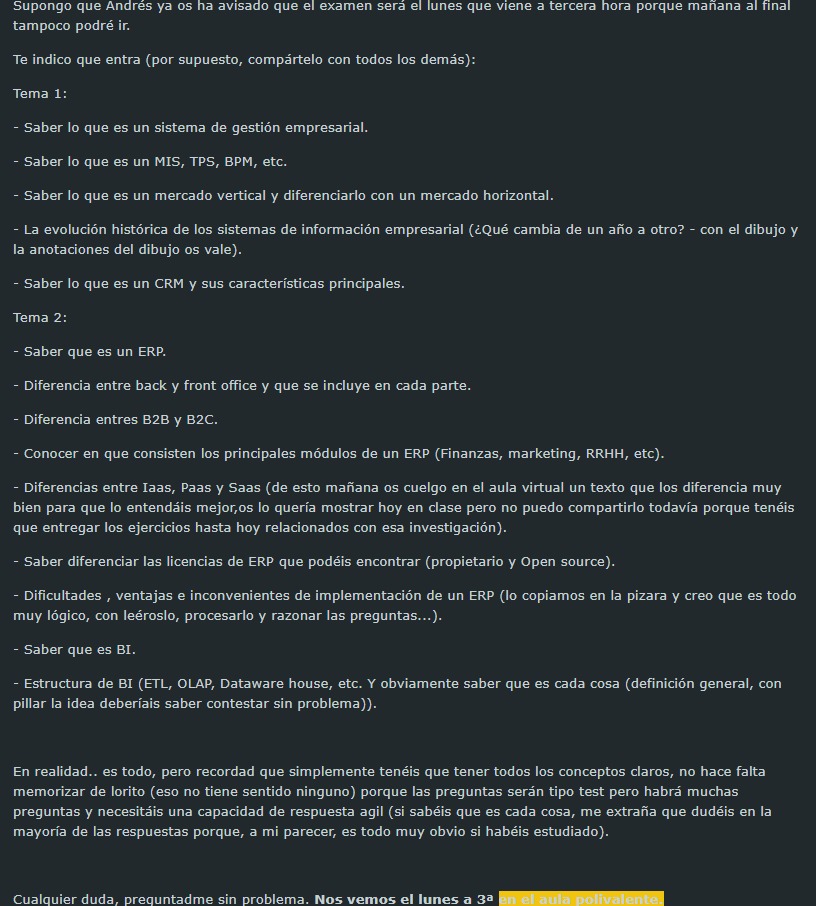 Supongo que Andrés ya os ha avisado que el examen será el lunes que viene a tercera hora porque mañana al final
tampoco podré ir.
Te indico que entra (por supuesto, compártelo con todos los demás):
Tema 1:
- Saber lo que es un sistema de gestión empresarial.
- Saber lo que es un MIS, TPS, BPM, etc.
- Saber lo que es un mercado vertical y diferenciarlo con un mercado horizontal.
- La evolución histórica de los sistemas de información empresarial (¿Qué cambia de un año a otro? - con el dibujo y
la anotaciones del dibujo os vale).
- Saber lo que es un CRM y sus características principales.
Tema 2:
- Saber que es un ERP.
- Diferencia entre back y front office y que se incluye en cada parte.
- Diferencia entres B2B y B2C.
- Conocer en que consisten los principales módulos de un ERP (Finanzas, marketing, RRHH, etc).
- Diferencias entre Iaas, Paas y Saas (de esto mañana os cuelgo en el aula virtual un texto que los diferencia muy
bien para que lo entendáis mejor,os lo quería mostrar hoy en clase pero no puedo compartirlo todavía porque tenéis
que entregar los ejercicios hasta hoy relacionados con esa investigación).
- Saber diferenciar las licencias de ERP que podéis encontrar (propietario y Open source).
- Dificultades , ventajas e inconvenientes de implementación de un ERP (lo copiamos en la pizara y creo que es todo
muy lógico, con leéroslo, procesarlo y razonar las preguntas...).
- Saber que es BI.
- Estructura de BI (ETL, OLAP, Dataware house, etc. Y obviamente saber que es cada cosa (definición general, con
pillar la idea deberíais saber contestar sin problema)).
En realidad.. es todo, pero recordad que simplemente tenéis que tener todos los conceptos claros, no hace falta
memorizar de lorito (eso no tiene sentido ninguno) porque las preguntas serán tipo test pero habrá muchas
preguntas y necesitáis una capacidad de respuesta agil (si sabéis que es cada cosa, me extraña que dudéis en la
mayoría de las respuestas porque, a mi parecer, es todo muy obvio si habéis estudiado).
Cualquier duda, preguntadme sin problema. Nos vemos el lunes a 3ª en el aula polivalente.